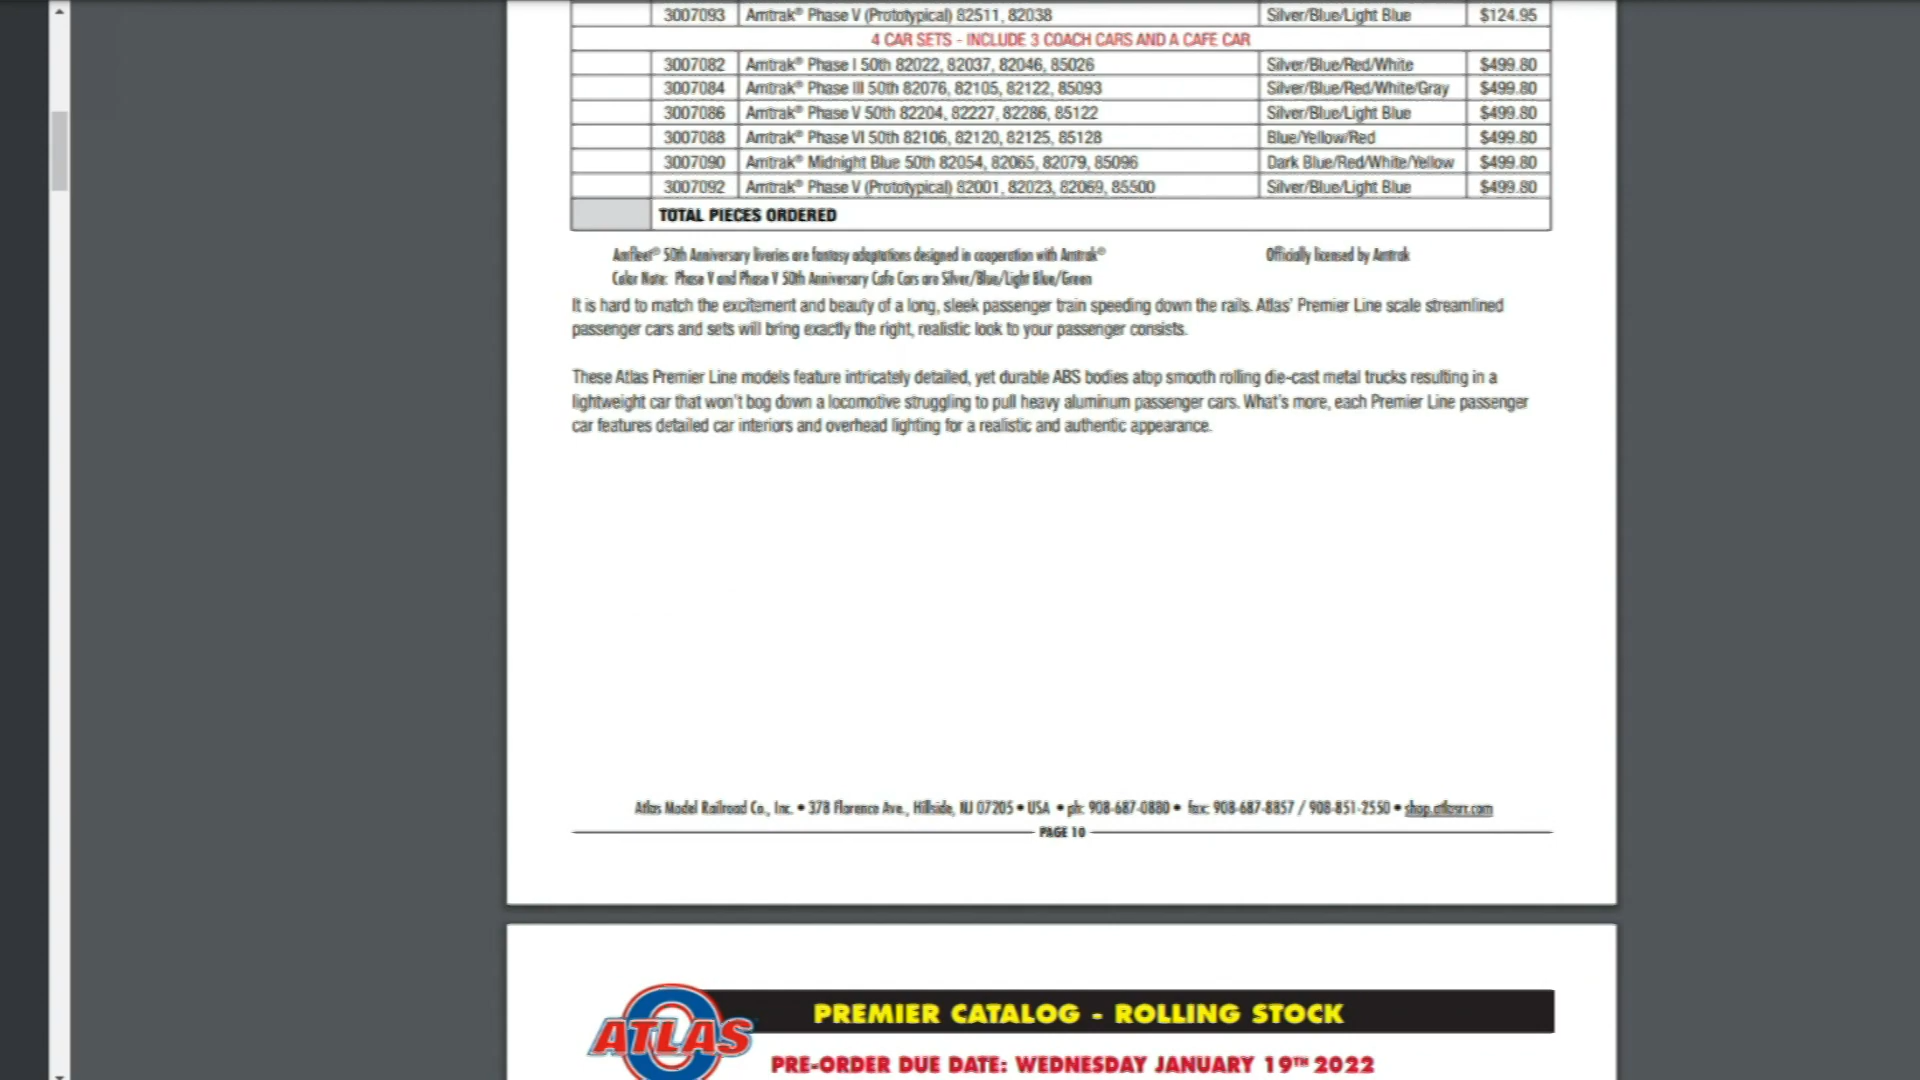 3007093 Amtrak® Phase V (Prototypical) 82511, 82038 Silver/Blue/Light Blue $124.95
4 CAR SETS - INCLUDE 3 COACH CARS AND A CAFE CAR
3007082 Amtrak® Phase I 50th 82022, 82037, 82046, 85026 Silver/Blue/Red/White $499.80
3007084 Amtrak® Phase III 50th 82076, 82105, 82122, 85093 Silver/Blue/Red/White/Gray $499.80
3007086 Amtrak® Phase V 50th 82204, 82227, 82286, 85122 Silver/Blue/Light Blue $499.80
3007088 Amtrak® Phase VI 50th 82106, 82120, 82125, 85128 Blue/Yellow/Red $499.80
3007090 Amtrak® Midnight Blue 50th 82054, 82065, 82079, 85096 Dark Blue/Red/White/Yellow $499.80
3007092 Amtrak® Phase V (Prototypical) 82001, 82023, 82069, 85500 Silver/Blue/Light Blue $499.80
TOTAL PIECES ORDERED
Amfleet® 50th Anniversary liveries are fantasy adaptations designed in cooperation with Amtrak® Officially licensed by Amtrak
Color Note: Phase V and Phase V 50th Anniversary Cafe Cars are Silver/Blue/Light Blue/Green
It is hard to match the excitement and beauty of a long, sleek passenger train speeding down the rails. Atlas' Premier Line scale streamlined
passenger cars and sets will bring exactly the right, realistic look to your passenger consists.
These Atlas Premier Line models feature intricately detailed, yet durable ABS bodies atop smooth rolling die-cast metal trucks resulting in a
lightweight car that won't bog down a locomotive struggling to pull heavy aluminum passenger cars. What's more, each Premier Line passenger
car features detailed car interiors and overhead lighting for a realistic and authentic appearance.
Atlas Model Railroad Co., Inc. • 378 Florence Ave., Hillside, NJ 07205 • USA • ph: 908-687-0880 • fax: 908-687-8857 / 908-851-2550 • shop.atlasrr.com
PAGE 10
PREMIER CATALOG - ROLLING STOCK
ATLAS
PRE-ORDER DUE DATE: WEDNESDAY JANUARY 19TH 2022